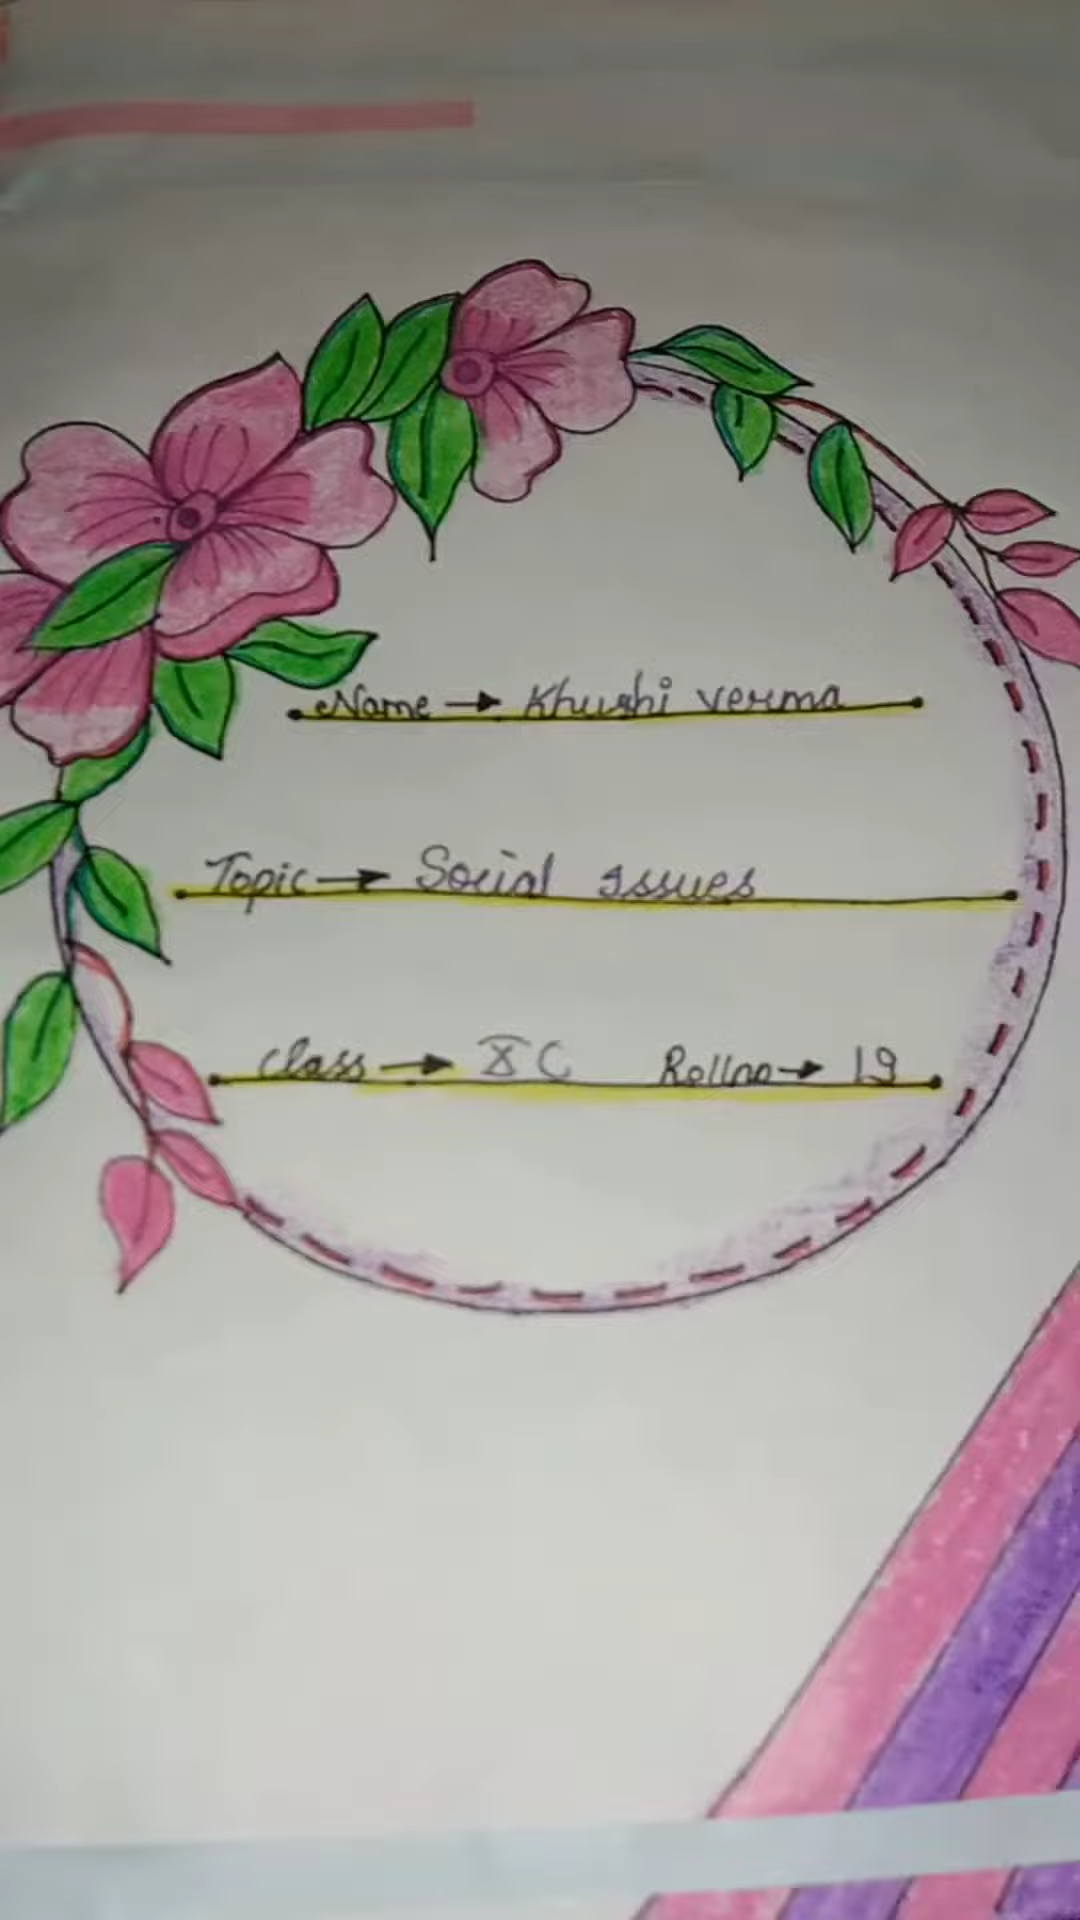 Name → Khushi verma
Topic → Social Issues
Class → X C Rollno → 19